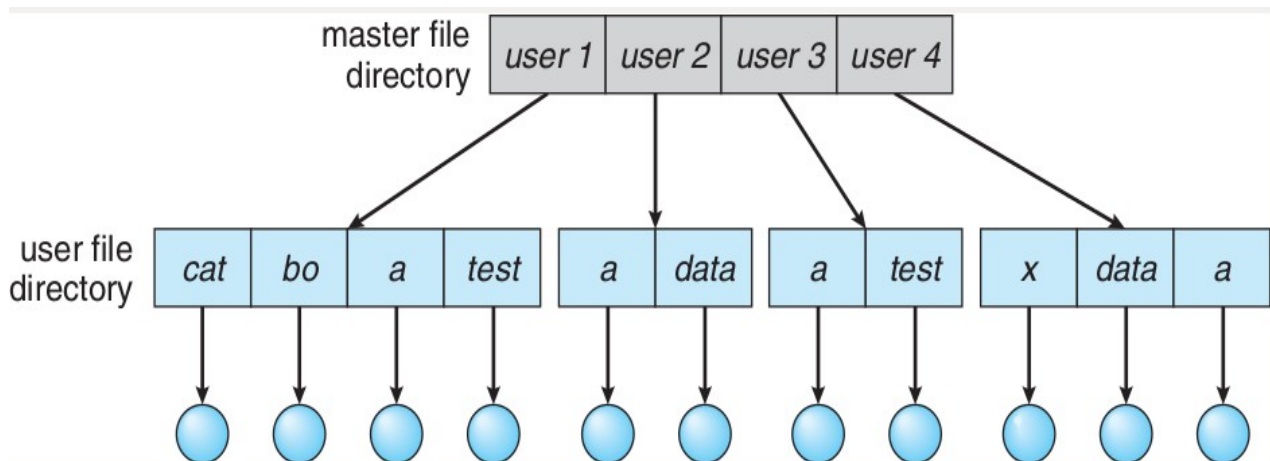 master file
directory
user 1 user 2 user 3 user 4
user file
directory
cat bo a test a data a test x data a